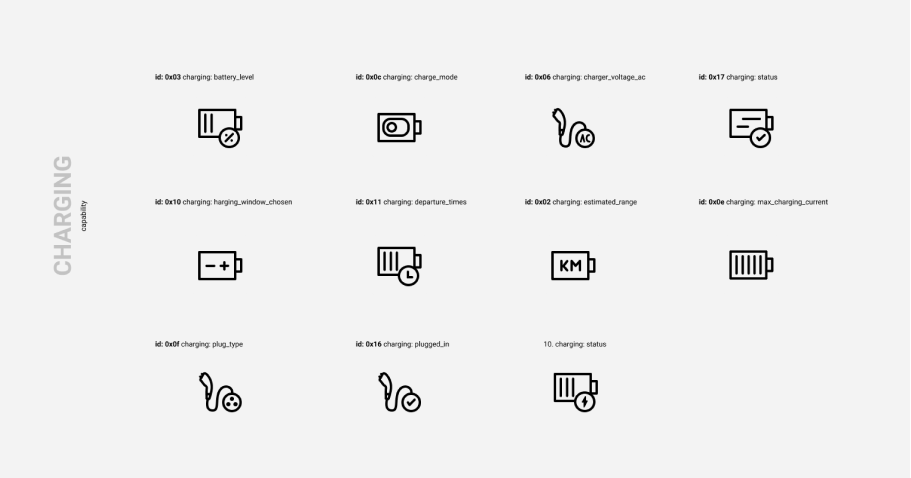 id: 0x03 charging: battery_level
id: 0x0c charging: charge_mode
id: 0x06 charging: charger_voltage_ac
id: 0x17 charging: status
AC
CHARGING
capability
id: 0x10 charging: harging_window_chosen
id: 0x11 charging: departure_times
id: 0x02 charging: estimated_range
id: 0x0e charging: max_charging_current
KM
id: 0x0f charging: plug_type
id: 0x16 charging: plugged_in
10. charging: status